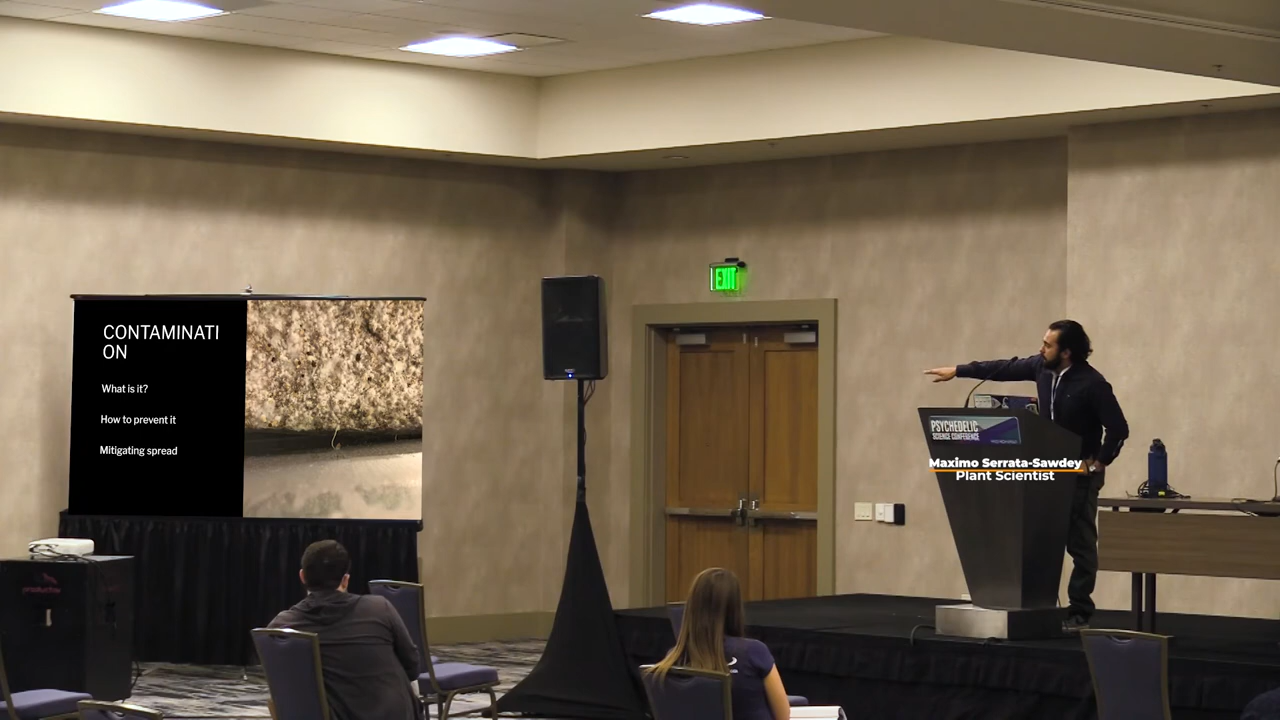 CONTAMINATI
ON
What is it?
How to prevent it
Mitigating spread
EXIT
PSYCHEDELIC
SCIENCE CONFERENCE
Maximo Serrata-Sawdey
Plant Scientist